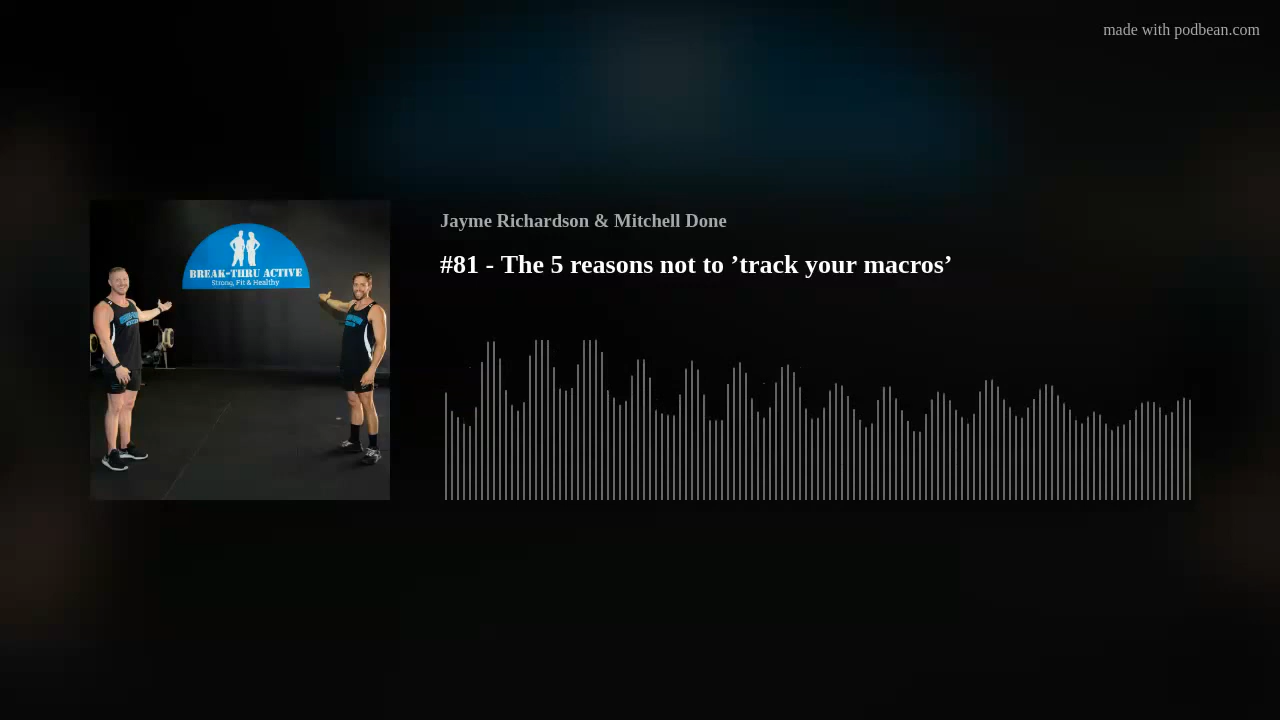 made with podbean.com
Jayme Richardson & Mitchell Done
#81 - The 5 reasons not to ’track your macros’
BREAK-THRU ACTIVE
Strong, Fit & Healthy